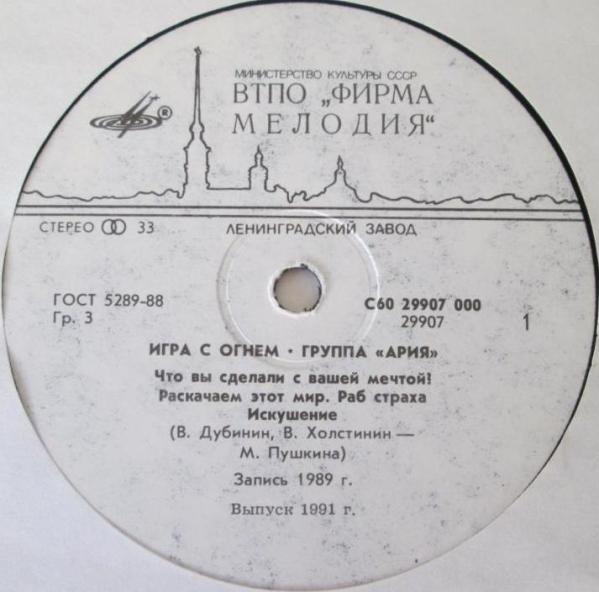 МИНИСТЕРСТВО КУЛЬТУРЫ СССР
ВТПО „ФИРМА
МЕЛОДИЯ“
®
СТЕРЕО 33
ЛЕНИНГРАДСКИЙ ЗАВОД
ГОСТ 5289-88
Гр. 3
С60 29907 000
29907
1
ИГРА С ОГНЕМ · ГРУППА «АРИЯ»
Что вы сделали с вашей мечтой?
Раскачаем этот мир. Раб страха
Искушение
(В. Дубинин, В. Холстинин —
М. Пушкина)
Запись 1989 г.
Выпуск 1991 г.